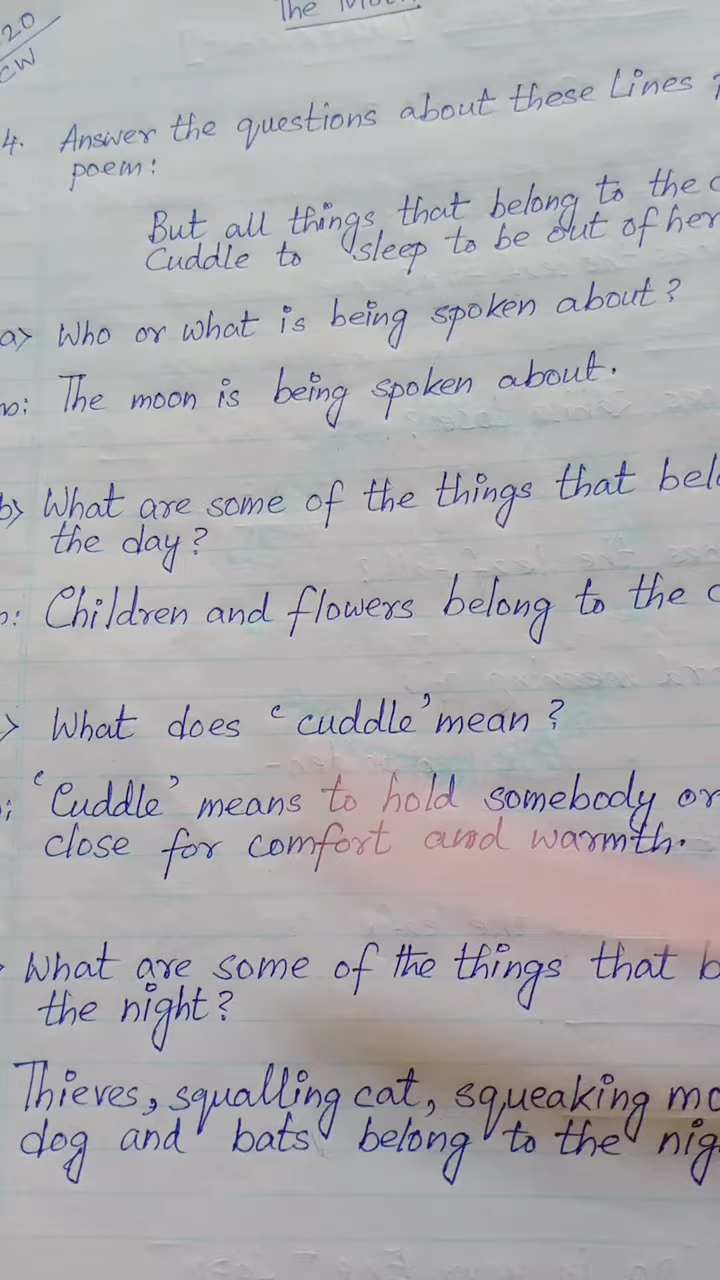 20
CW
The
4. Answer the questions about these Lines
poem:
But all things that belong to the
Cuddle to sleep to be out of her
a> Who or what is being spoken about?
The moon is being spoken about.
b> What are some of the things that
the day?
Children and flowers belong to the
> What does 'cuddle' mean?
'Cuddle' means to hold somebody or
close for comfort and warmth.
What are some of the things that
the night?
Thieves, squalling cat, squeaking
dog and bats belong to the